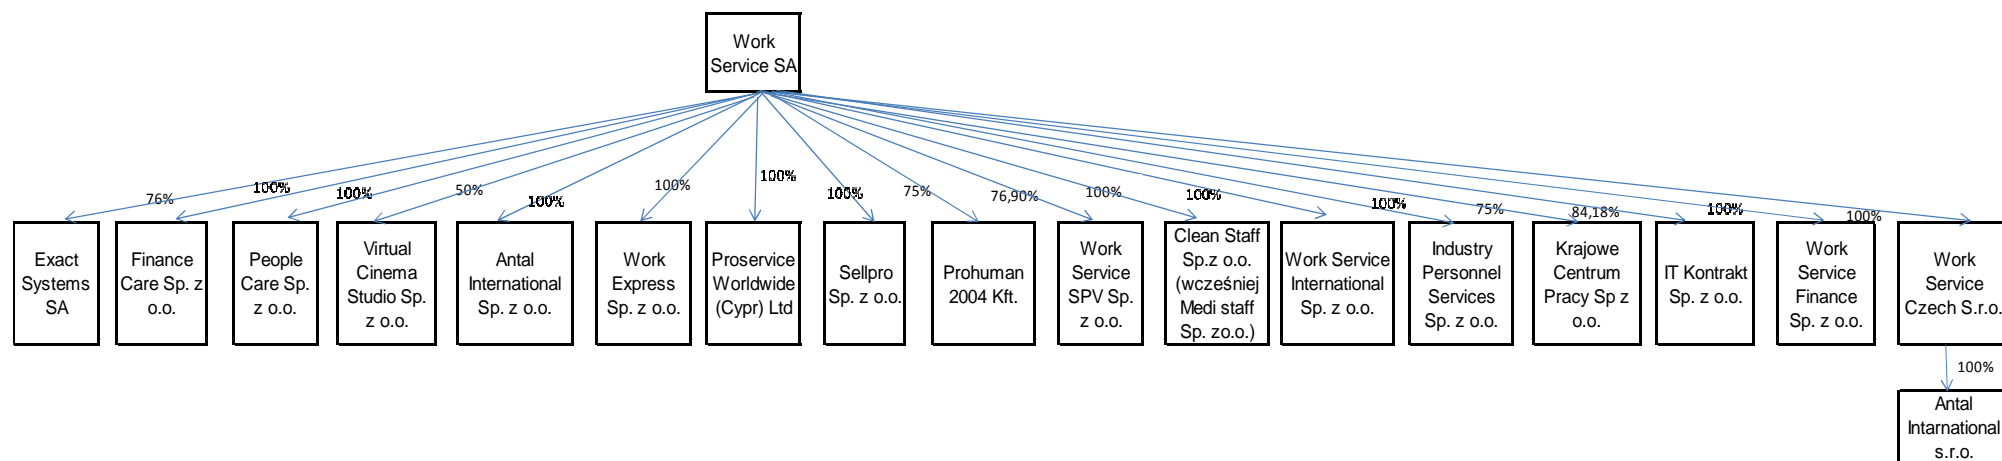 Work
Service SA
76%
100%
100%
50%
100%
100%
100%
100%
75%
76,90%
100%
100%
100%
75%
84,18%
100%
100%
Exact
Systems
SA
Finance
Care Sp. z
o.o.
People
Care Sp.
z o.o.
Virtual
Cinema
Studio Sp.
z o.o.
Antal
International
Sp. z o.o.
Work
Express
Sp. z o.o.
Proservice
Worldwide
(Cypr) Ltd
Sellpro
Sp. z o.o.
Prohuman
2004 Kft.
Work
Service
SPV Sp.
z o.o.
Clean Staff
Sp.z o.o.
(wcześniej
Medi staff
Sp. zo.o.)
Work Service
International
Sp. z o.o.
Industry
Personnel
Services
Sp. z o.o.
Krajowe
Centrum
Pracy Sp z
o.o.
IT Kontrakt
Sp. z o.o.
Work
Service
Finance
Sp. z o.o.
Work
Service
Czech S.r.o.
100%
Antal
Intarnational
s.r.o.